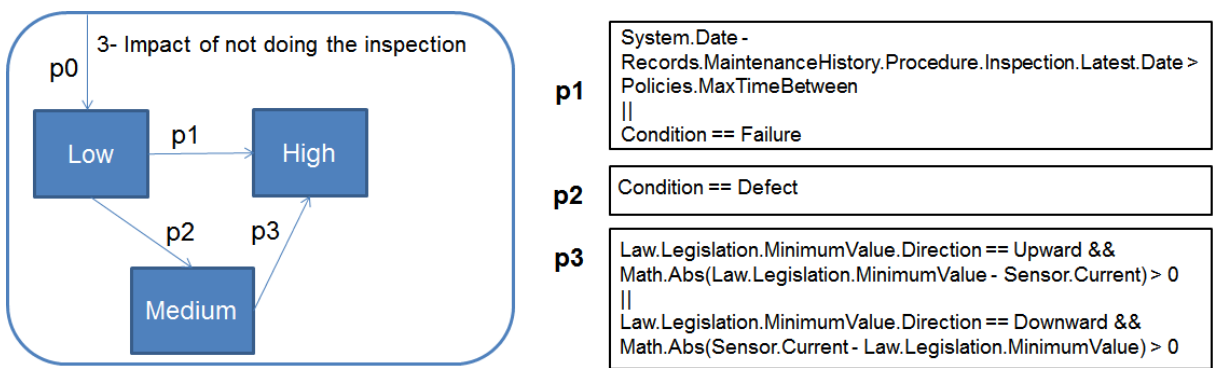 3- Impact of not doing the inspection
p0
Low
p1
High
p2
p3
Medium
p1
System.Date -
Records.MaintenanceHistory.Procedure.Inspection.Latest.Date >
Policies.MaxTimeBetween
||
Condition == Failure
p2
Condition == Defect
p3
Law.Legislation.MinimumValue.Direction == Upward &&
Math.Abs(Law.Legislation.MinimumValue - Sensor.Current) > 0
||
Law.Legislation.MinimumValue.Direction == Downward &&
Math.Abs(Sensor.Current - Law.Legislation.MinimumValue) > 0